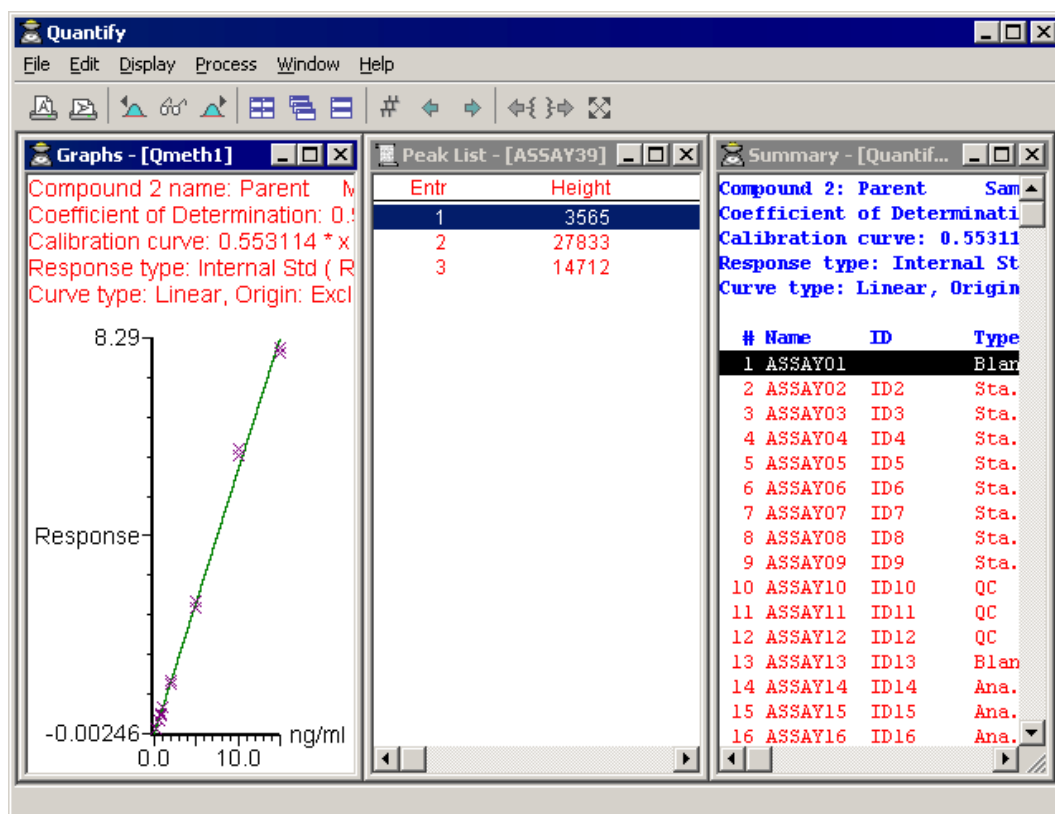 Quantify
File Edit Display Process Window Help
Graphs - [Qmeth1]
Compound 2 name: Parent
Coefficient of Determination: 0.
Calibration curve: 0.553114 * x
Response type: Internal Std ( R
Curve type: Linear, Origin: Excl
8.29
Response
-0.00246
0.0 10.0 ng/ml
Peak List - [ASSAY39]
Entr Height
1 3565
2 27833
3 14712
Summary - [Quantif...
Compound 2: Parent Sam
Coefficient of Determinati
Calibration curve: 0.55311
Response type: Internal St
Curve type: Linear, Origin
# Name ID Type
1 ASSAY01 Blan
2 ASSAY02 ID2 Sta.
3 ASSAY03 ID3 Sta.
4 ASSAY04 ID4 Sta.
5 ASSAY05 ID5 Sta.
6 ASSAY06 ID6 Sta.
7 ASSAY07 ID7 Sta.
8 ASSAY08 ID8 Sta.
9 ASSAY09 ID9 Sta.
10 ASSAY10 ID10 QC
11 ASSAY11 ID11 QC
12 ASSAY12 ID12 QC
13 ASSAY13 ID13 Blan
14 ASSAY14 ID14 Ana.
15 ASSAY15 ID15 Ana.
16 ASSAY16 ID16 Ana.